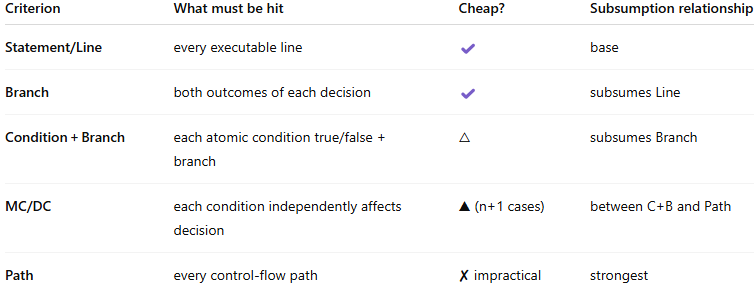 Criterion What must be hit Cheap? Subsumption relationship
Statement/Line every executable line ✓ base
Branch both outcomes of each decision ✓ subsumes Line
Condition + Branch each atomic condition true/false + △ subsumes Branch
branch
MC/DC each condition independently affects ▲ (n+1 cases) between C+B and Path
decision
Path every control-flow path ✗ impractical strongest